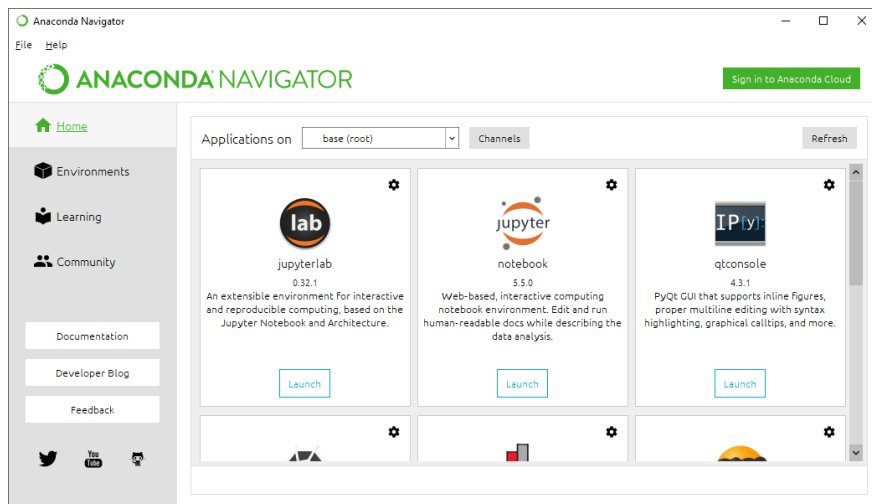 Anaconda Navigator
File Help
ANACONDA NAVIGATOR
Sign in to Anaconda Cloud
Home
Environments
Learning
Community
Documentation
Developer Blog
Feedback
You
Tube
Applications on base (root) Channels Refresh
lab
jupyterlab
0.32.1
An extensible environment for interactive
and reproducible computing, based on the
Jupyter Notebook and Architecture.
Launch
jupyter
notebook
5.5.0
Web-based, interactive computing
notebook environment. Edit and run
human-readable docs while describing the
data analysis.
Launch
IP[y]:
qtconsole
4.3.1
PyQt GUI that supports inline figures,
proper multiline editing with syntax
highlighting, graphical calltips, and more.
Launch